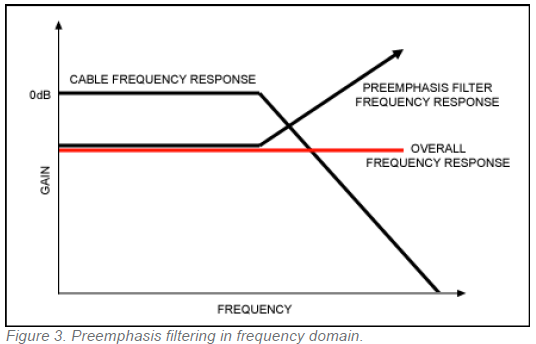 CABLE FREQUENCY RESPONSE
0dB
PREEMPHASIS FILTER
FREQUENCY RESPONSE
OVERALL
FREQUENCY RESPONSE
GAIN
FREQUENCY
Figure 3. Preemphasis filtering in frequency domain.